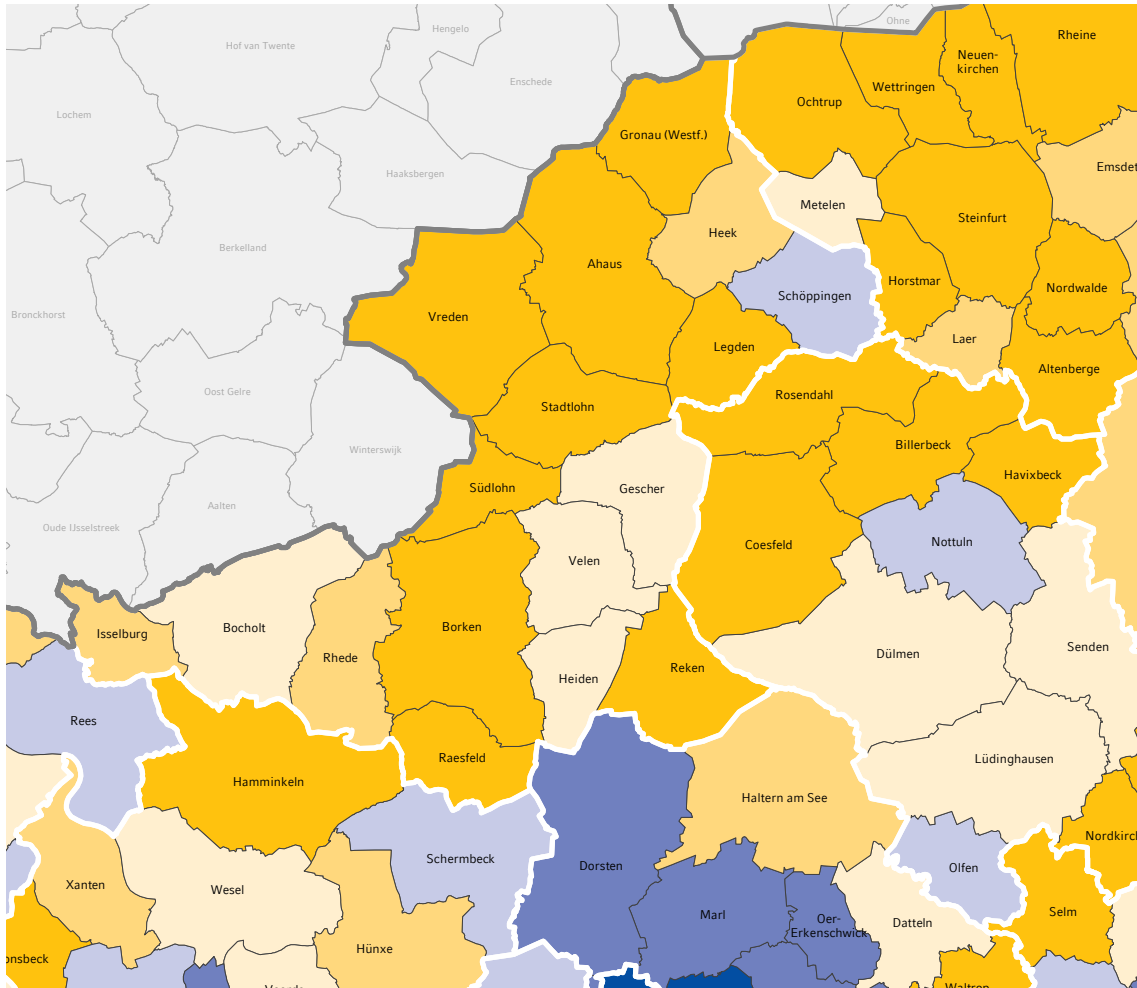 Ohne
Hengelo
Rheine
Hof van Twente
Neuen-
kirchen
Enschede
Wettringen
Ochtrup
Lochem
Gronau (Westf.)
Haaksbergen
Emsdet
Metelen
Steinfurt
Heek
Berkelland
Ahaus
Horstmar
Nordwalde
Schöppingen
Bronckhorst
Vreden
Laer
Legden
Altenberge
Oost Gelre
Rosendahl
Stadtlohn
Billerbeck
Winterswijk
Havixbeck
Südlohn
Gescher
Aalten
Oude IJsselstreek
Coesfeld
Nottuln
Velen
Isselburg
Bocholt
Borken
Senden
Rhede
Dülmen
Reken
Heiden
Rees
Raesfeld
Lüdinghausen
Hamminkeln
Haltern am See
Nordkirc
Schermbeck
Dorsten
Olfen
Xanten
Wesel
Selm
Marl
Oer-
Erkenschwick
Datteln
Hünxe
onsbeck
Waltrop